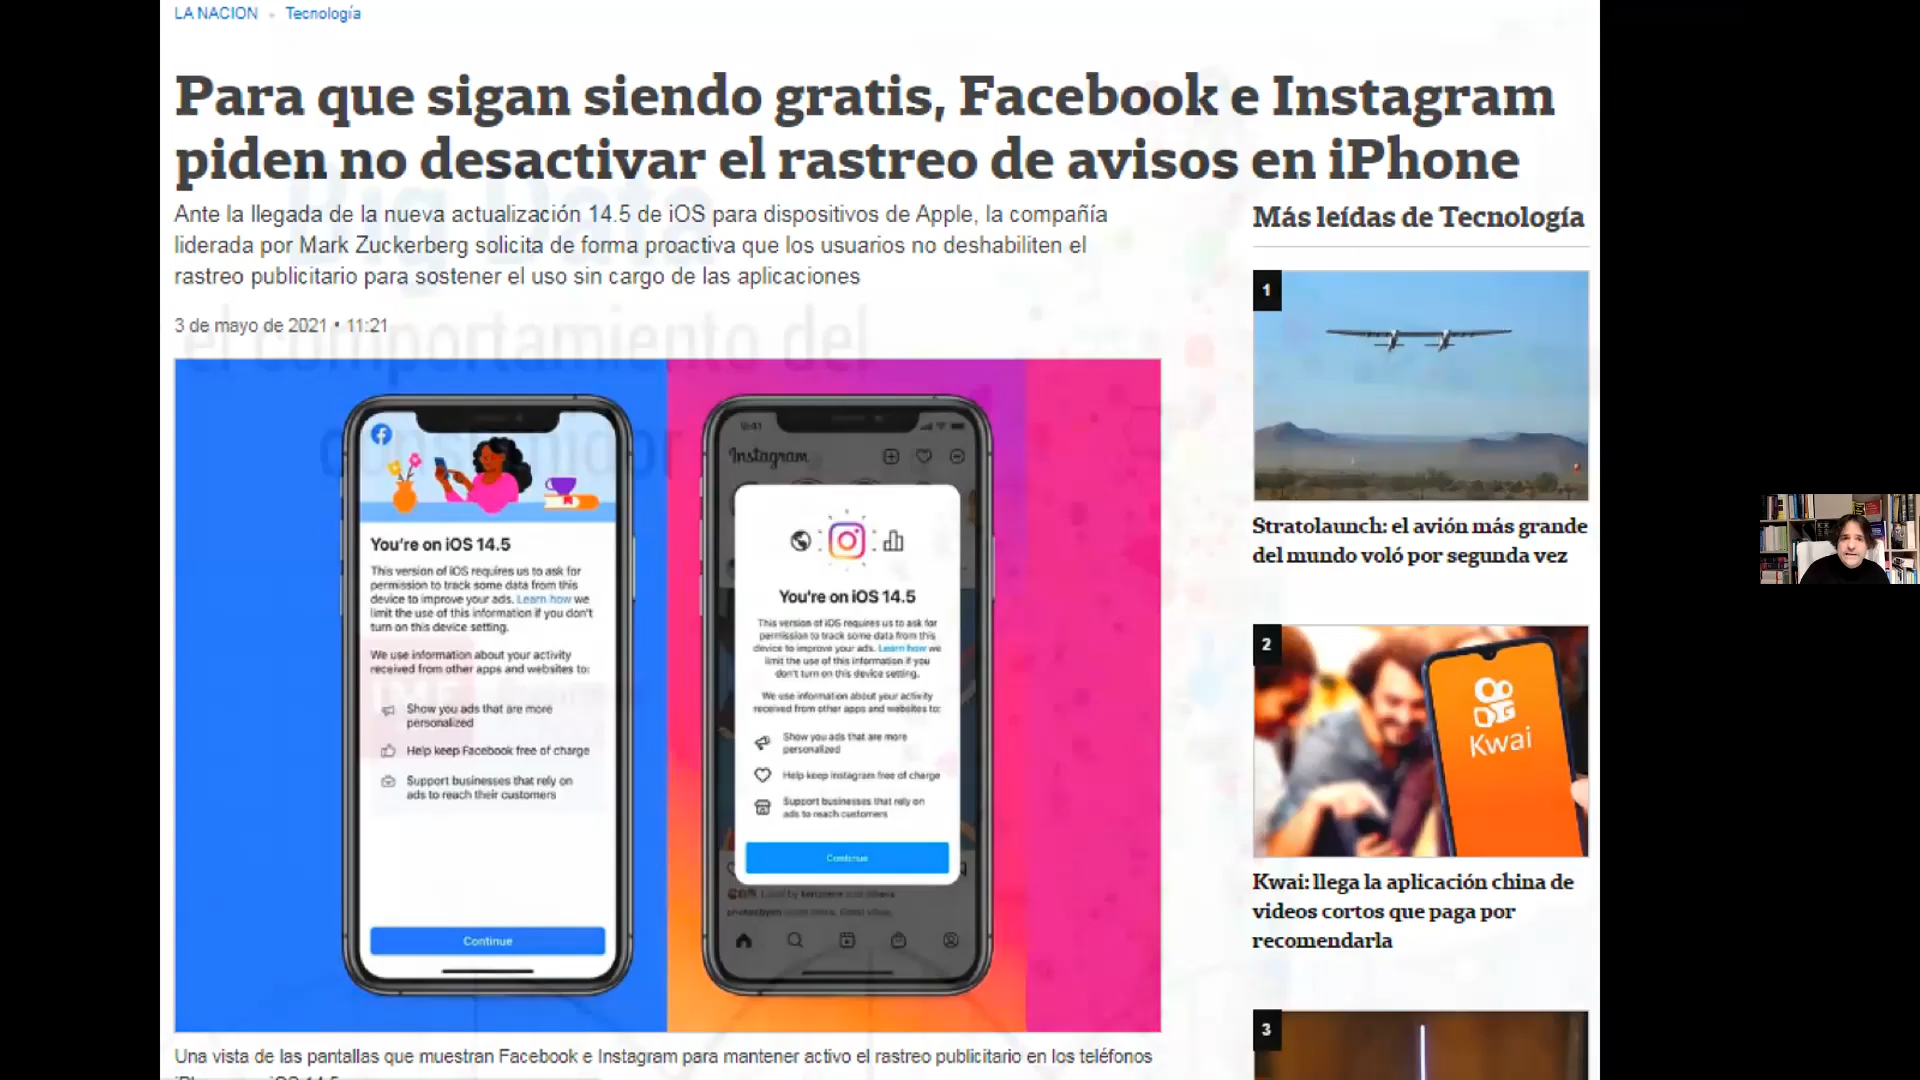 LA NACION • Tecnología
Para que sigan siendo gratis, Facebook e Instagram
piden no desactivar el rastreo de avisos en iPhone
Ante la llegada de la nueva actualización 14.5 de iOS para dispositivos de Apple, la compañía
liderada por Mark Zuckerberg solicita de forma proactiva que los usuarios no deshabiliten el
rastreo publicitario para sostener el uso sin cargo de las aplicaciones
3 de mayo de 2021 • 11:21
Big Data
el comportamiento del
consumidor
You're on iOS 14.5
This version of iOS requires us to ask for
permission to track some data from this
device to improve your ads. Learn how we
limit the use of this information if you don't
turn on this device setting.
We use information about your activity
received from other apps and websites to:
Show you ads that are more
personalized
Help keep Facebook free of charge
Support businesses that rely on
ads to reach their customers
Continue
9:41
Instagram
You're on iOS 14.5
This version of iOS requires us to ask for
permission to track some data from this
device to improve your ads. Learn how we
limit the use of this information if you
don't turn on this device setting.
We use information about your activity
received from other apps and websites to:
Show you ads that are more
personalized
Help keep Instagram free of charge
Support businesses that rely on
ads to reach customers
Continue
Una vista de las pantallas que muestran Facebook e Instagram para mantener activo el rastreo publicitario en los teléfonos
Más leídas de Tecnología
1
Stratolaunch: el avión más grande
del mundo voló por segunda vez
2
Kwai
Kwai: llega la aplicación china de
videos cortos que paga por
recomendarla
3